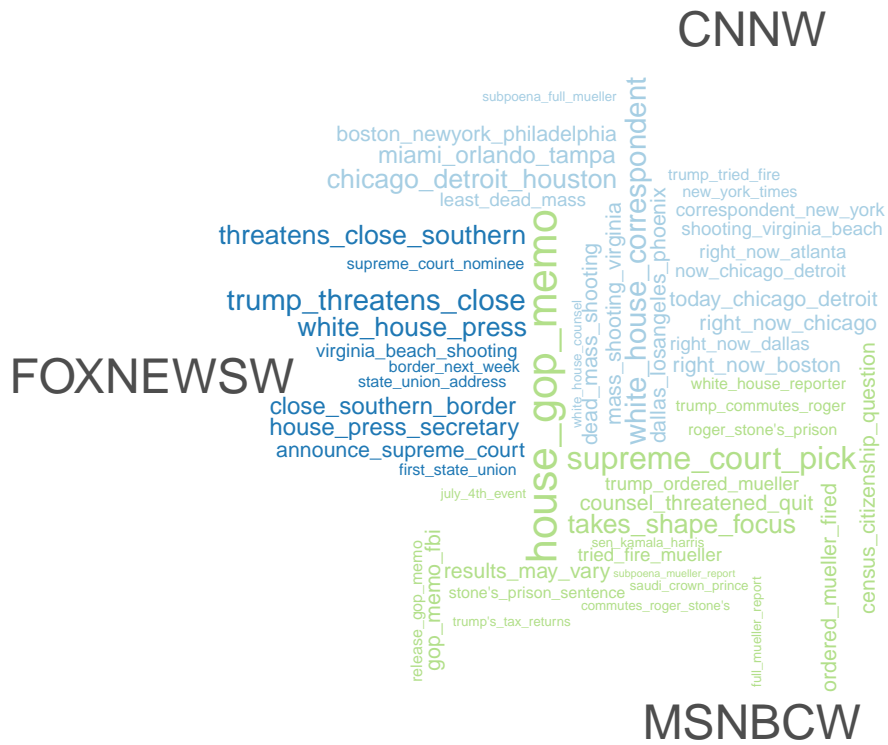 CNNW
subpoena_full_mueller
boston_newyork_philadelphia
miami_orlando_tampa
chicago_detroit_houston
least_dead_mass
white_house_correspondent
dallas_losangeles_phoenix
mass_shooting_virginia
dead_mass_shooting
white_house_counsel
trump_tried_fire
new_york_times
correspondent_new_york
shooting_virginia_beach
right_now_atlanta
now_chicago_detroit
today_chicago_detroit
right_now_chicago
right_now_dallas
right_now_boston
FOXNEWSW
threatens_close_southern
supreme_court_nominee
trump_threatens_close
white_house_press
virginia_beach_shooting
border_next_week
state_union_address
close_southern_border
house_press_secretary
announce_supreme_court
first_state_union
house_gop_memo
white_house_reporter
trump_commutes_roger
roger_stone's_prison
supreme_court_pick
trump_ordered_mueller
counsel_threatened_quit
takes_shape_focus
sen_kamala_harris
tried_fire_mueller
july_4th_event
results_may_vary
subpoena_mueller_report
saudi_crown_prince
stone's_prison_sentence
commutes_roger_stone's
trump's_tax_returns
release_gop_memo
gop_memo_fbi
full_mueller_report
ordered_mueller_fired
census_citizenship_question
MSNBCW